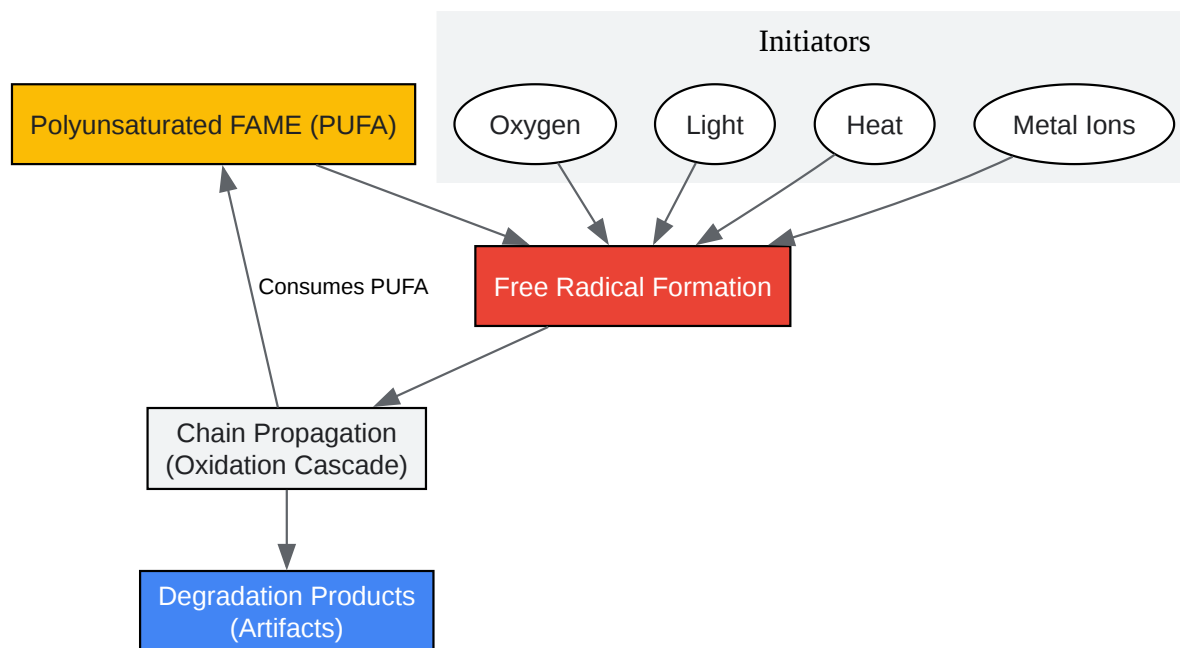 Initiators
Polyunsaturated FAME (PUFA)
Oxygen
Light
Heat
Metal Ions
Consumes PUFA
Free Radical Formation
Chain Propagation
(Oxidation Cascade)
Degradation Products
(Artifacts)